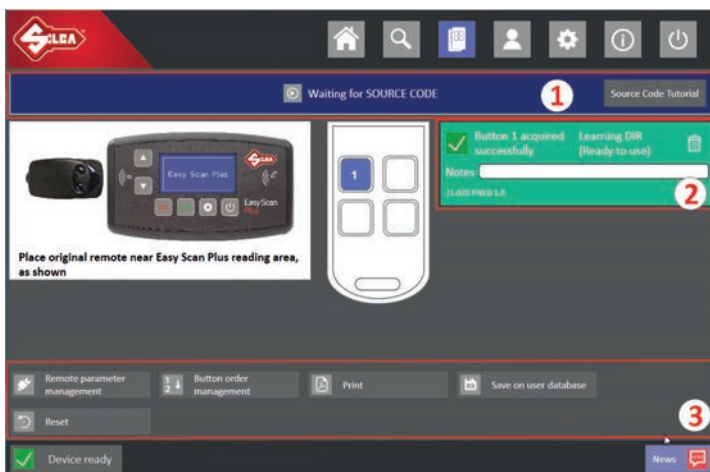 SILCA
Waiting for SOURCE CODE
1
Source Code Tutorial
Easy Scan Plus
SILCA
EasyScan
Plus
Place original remote near Easy Scan Plus reading area,
as shown
1
Button 1 acquired
successfully
Learning DIR
(Ready to use)
Notes
2
Remote parameter
management
Button order
management
Print
Save on user database
Reset
3
Device ready
News